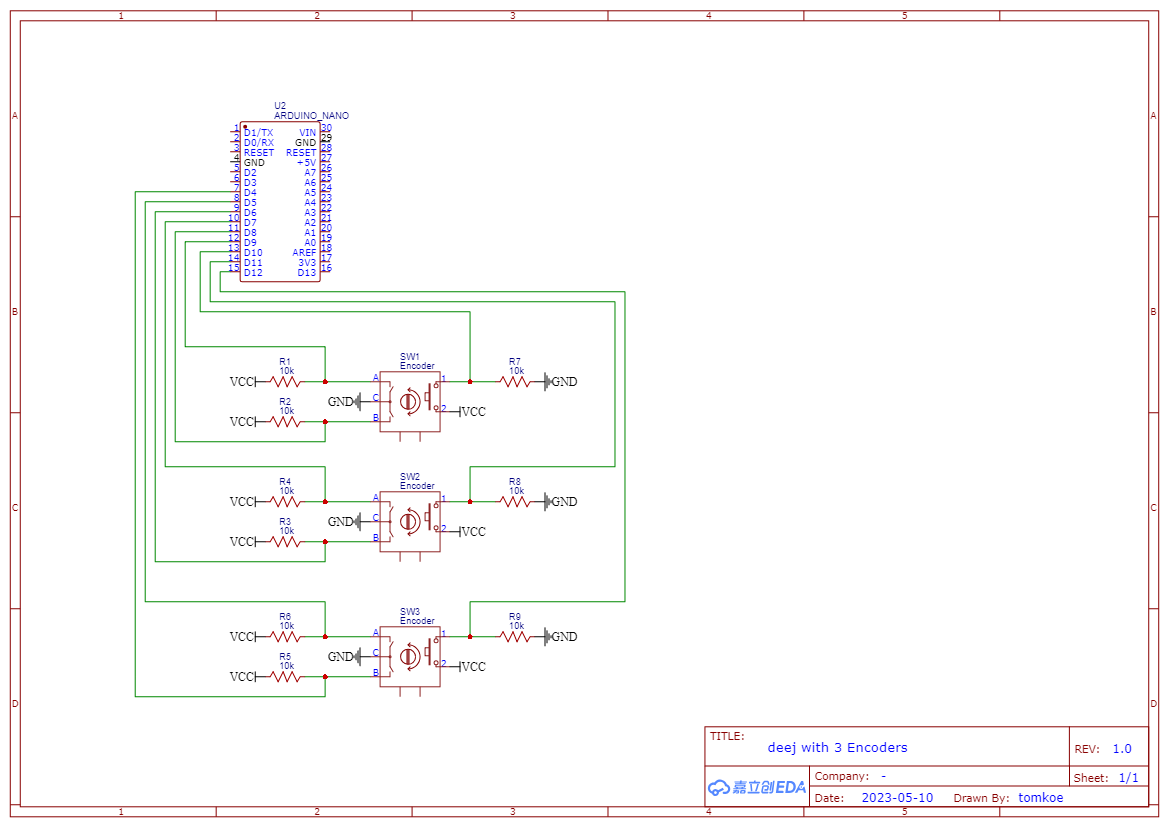 1 2 3 4 5
A A
U2
ARDUINO_NANO
1 D1/TX VIN 30
2 D0/RX GND 29
3 RESET RESET 28
4 GND +5V 27
5 D2 A7 26
6 D3 A6 25
7 D4 A5 24
8 D5 A4 23
9 D6 A3 22
10 D7 A2 21
11 D8 A1 20
12 D9 A0 19
13 D10 AREF 18
14 D11 3V3 17
15 D12 D13 16
B B
SW1
Encoder
R1
10k
R7
10k
VCC A 1 GND
R2
10k
GND C 2 VCC
VCC B
SW2
Encoder
R4
10k
R8
10k
VCC A 1 GND
C C
R3
10k
GND C 2 VCC
VCC B
SW3
Encoder
R6
10k
R9
10k
VCC A 1 GND
R5
10k
GND C 2 VCC
VCC B
D D
TITLE:
deej with 3 Encoders
REV: 1.0
嘉立创EDA
Company: -
Sheet: 1/1
Date: 2023-05-10 Drawn By: tomkoe
1 2 3 4 5